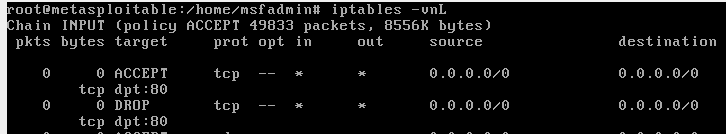 root@metasploitable:/home/msfadmin# iptables -vnL
Chain INPUT (policy ACCEPT 49833 packets, 8556K bytes)
pkts bytes target prot opt in out source destination
0 0 ACCEPT tcp -- * * 0.0.0.0/0 0.0.0.0/0
tcp dpt:80
0 0 DROP tcp -- * * 0.0.0.0/0 0.0.0.0/0
tcp dpt:80